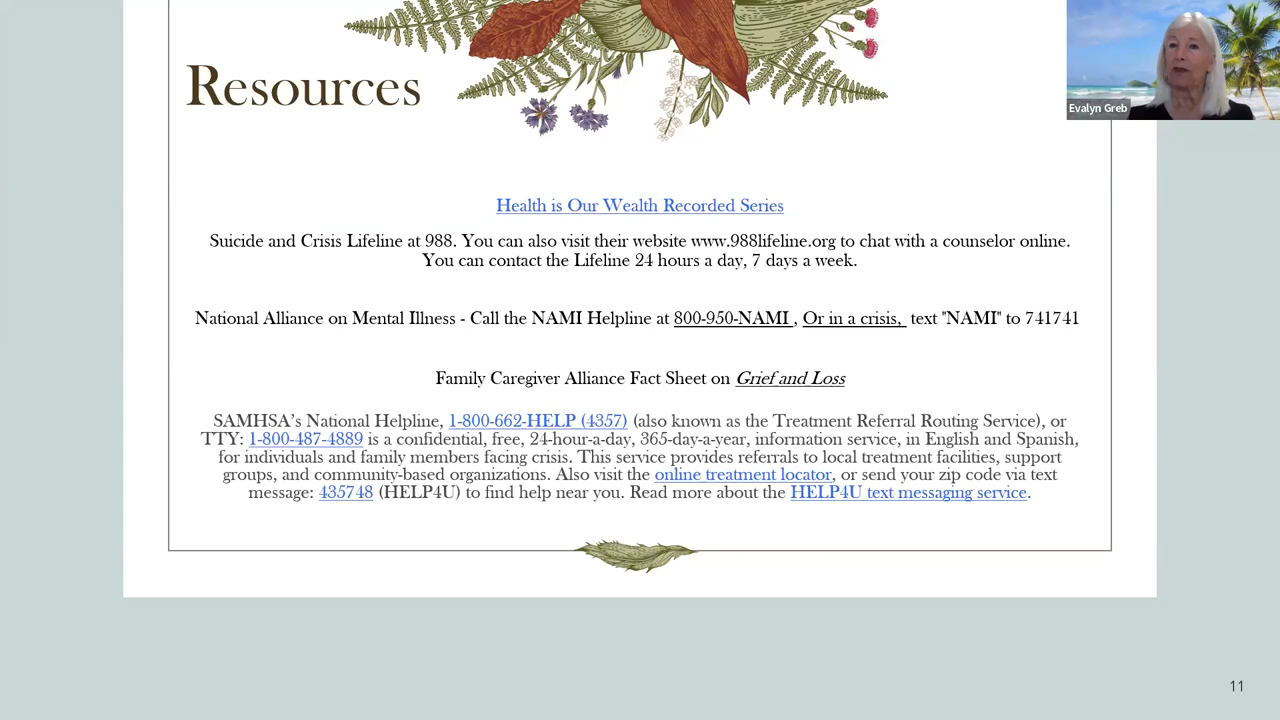 Resources
Evalyn Greb
Health is Our Wealth Recorded Series
Suicide and Crisis Lifeline at 988. You can also visit their website www.988lifeline.org to chat with a counselor online.
You can contact the Lifeline 24 hours a day, 7 days a week.
National Alliance on Mental Illness - Call the NAMI Helpline at 800-950-NAMI , Or in a crisis,  text "NAMI" to 741741
Family Caregiver Alliance Fact Sheet on Grief and Loss
SAMHSA’s National Helpline, 1-800-662-HELP (4357) (also known as the Treatment Referral Routing Service), or
TTY: 1-800-487-4889 is a confidential, free, 24-hour-a-day, 365-day-a-year, information service, in English and Spanish,
for individuals and family members facing crisis. This service provides referrals to local treatment facilities, support
groups, and community-based organizations. Also visit the online treatment locator, or send your zip code via text
message: 435748 (HELP4U) to find help near you. Read more about the HELP4U text messaging service.
11